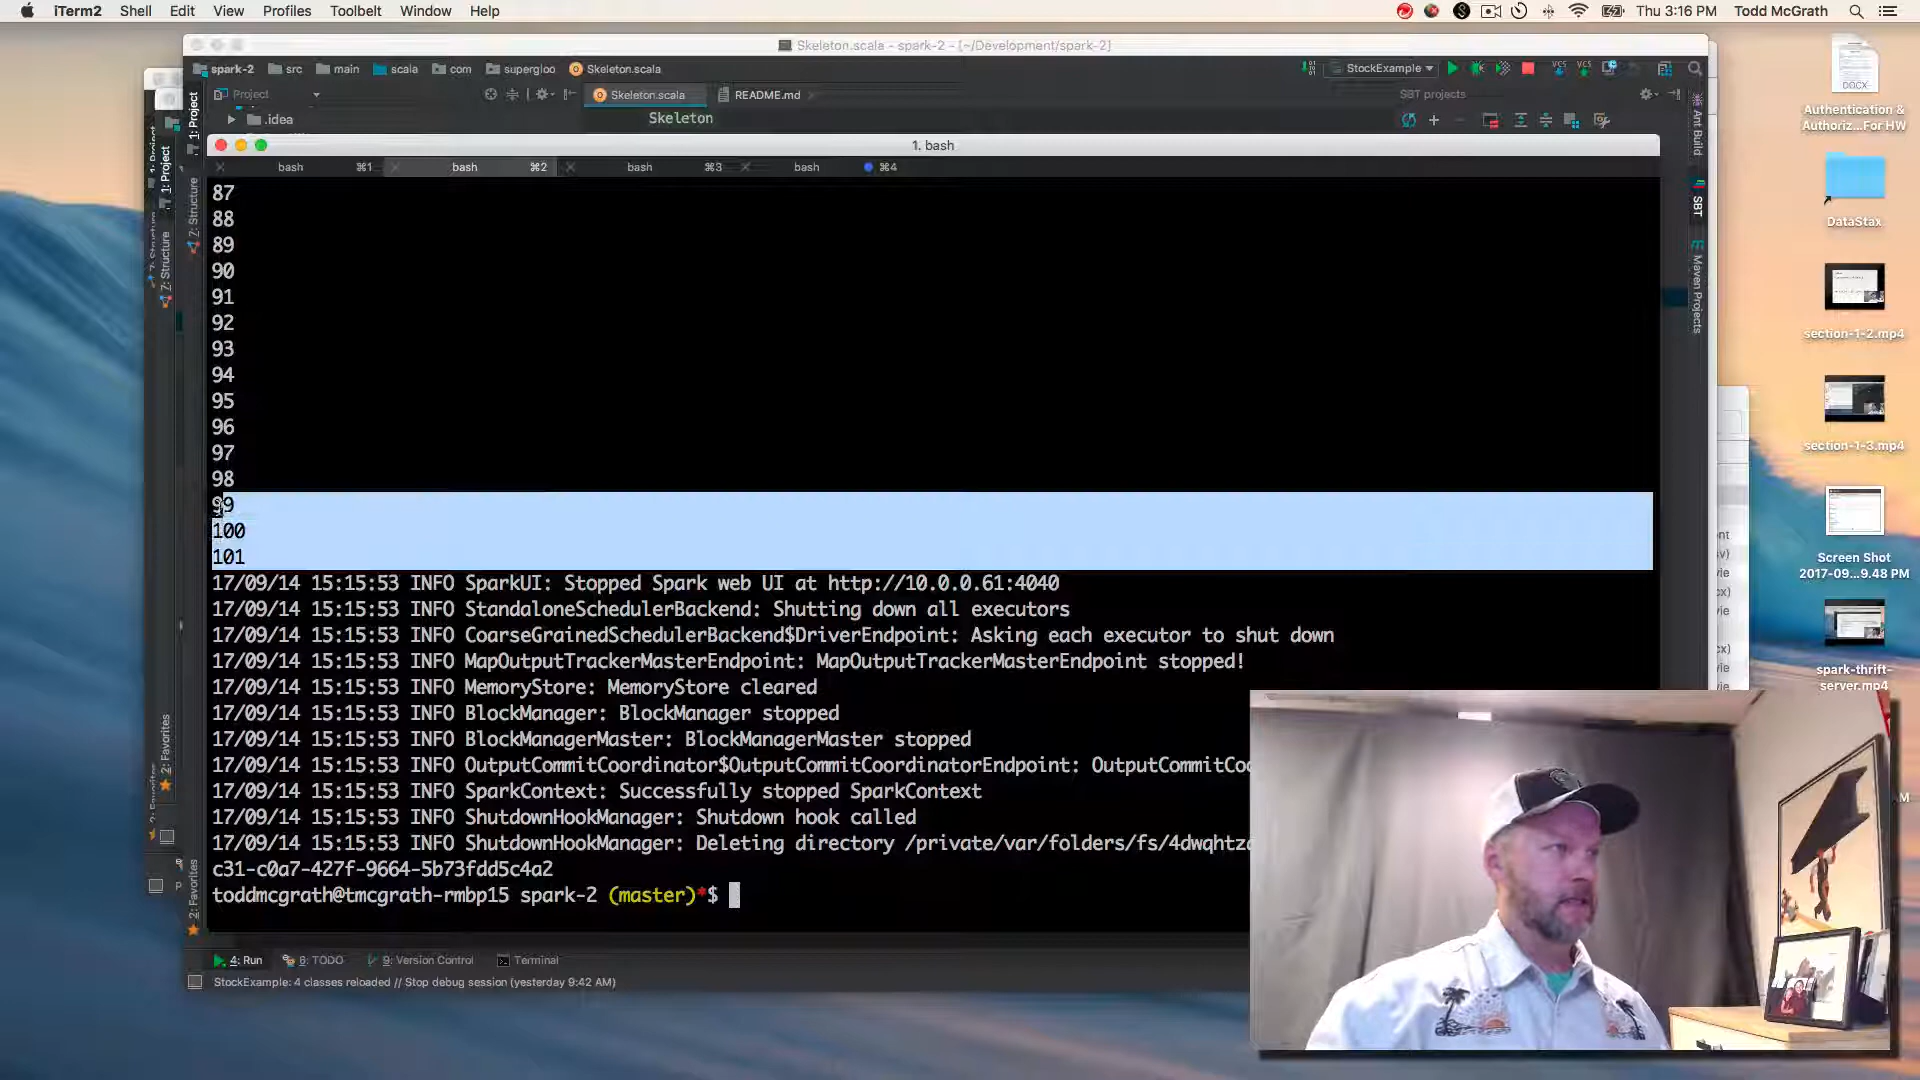 iTerm2 Shell Edit View Profiles Toolbelt Window Help
Thu 3:16 PM Todd McGrath
Skeleton.scala - spark-2 - [~/Development/spark-2]
spark-2 src main scala com supergloo Skeleton.scala
StockExample
Project
Skeleton.scala README.md
SBT projects
.idea
Skeleton
1. bash
bash ⌘1 bash ⌘2 bash ⌘3 bash ⌘4
87
88
89
90
91
92
93
94
95
96
97
98
99
100
101
17/09/14 15:15:53 INFO SparkUI: Stopped Spark web UI at http://10.0.0.61:4040
17/09/14 15:15:53 INFO StandaloneSchedulerBackend: Shutting down all executors
17/09/14 15:15:53 INFO CoarseGrainedSchedulerBackend$DriverEndpoint: Asking each executor to shut down
17/09/14 15:15:53 INFO MapOutputTrackerMasterEndpoint: MapOutputTrackerMasterEndpoint stopped!
17/09/14 15:15:53 INFO MemoryStore: MemoryStore cleared
17/09/14 15:15:53 INFO BlockManager: BlockManager stopped
17/09/14 15:15:53 INFO BlockManagerMaster: BlockManagerMaster stopped
17/09/14 15:15:53 INFO OutputCommitCoordinator$OutputCommitCoordinatorEndpoint: OutputCommitCoo
17/09/14 15:15:53 INFO SparkContext: Successfully stopped SparkContext
17/09/14 15:15:53 INFO ShutdownHookManager: Shutdown hook called
17/09/14 15:15:53 INFO ShutdownHookManager: Deleting directory /private/var/folders/fs/4dwqhtz
c31-c0a7-427f-9664-5b73fdd5c4a2
toddmcgrath@tmcgrath-rmbp15 spark-2 (master)*$
4: Run 6: TODO 9: Version Control Terminal
StockExample: 4 classes reloaded // Stop debug session (yesterday 9:42 AM)
1: Project
Z: Structure
2: Favorites
1: Project
Z: Structure
2: Favorites
Ant Build
SBT
Maven Projects
DOCX
Authentication &
Authoriz...For HW
DataStax
section-1-2.mp4
section-1-3.mp4
Screen Shot
2017-09...9.48 PM
spark-thrift-
server.mp4